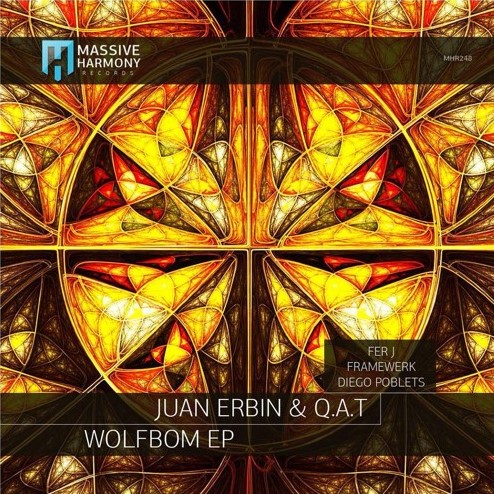 MASSIVE
HARMONY
RECORDS
MHR248
FER J
FRAMEWERK
DIEGO POBLETS
JUAN ERBIN & Q.A.T
WOLFBOM EP